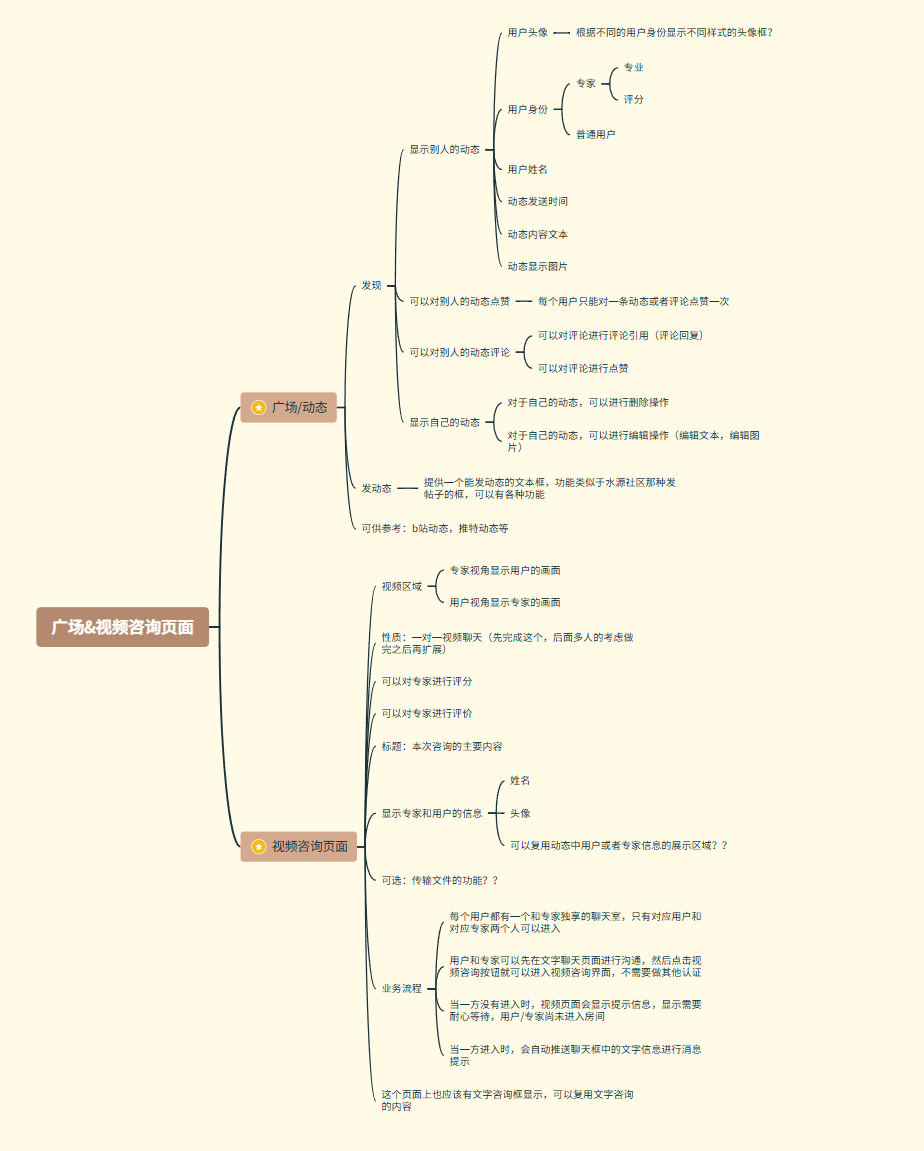 广场&视频咨询页面
广场/动态
发现
显示别人的动态
用户头像
根据不同的用户身份显示不同样式的头像框？
用户身份
专家
专业
评分
普通用户
用户姓名
动态发送时间
动态内容文本
动态显示图片
可以对别人的动态点赞
每个用户只能对一条动态或者评论点赞一次
可以对别人的动态评论
可以对评论进行评论引用（评论回复）
可以对评论进行点赞
显示自己的动态
对于自己的动态，可以进行删除操作
对于自己的动态，可以进行编辑操作（编辑文本，编辑图
片）
发动态
提供一个能发动态的文本框，功能类似于水源社区那种发
帖子的框，可以有各种功能
可供参考：b站动态，推特动态等
视频咨询页面
视频区域
专家视角显示用户的画面
用户视角显示专家的画面
性质：一对一视频聊天（先完成这个，后面多人的考虑做
完之后再扩展）
可以对专家进行评分
可以对专家进行评价
标题：本次咨询的主要内容
显示专家和用户的信息
姓名
头像
可以复用动态中用户或者专家信息的展示区域？？
可选：传输文件的功能？？
业务流程
每个用户都有一个和专家独享的聊天室，只有对应用户和
对应专家两个人可以进入
用户和专家可以先在文字聊天页面进行沟通，然后点击视
频咨询按钮就可以进入视频咨询界面，不需要做其他认证
当一方没有进入时，视频页面会显示提示信息，显示需要
耐心等待，用户/专家尚未进入房间
当一方进入时，会自动推送聊天框中的文字信息进行消息
提示
这个页面上也应该有文字咨询框显示，可以复用文字咨询
的内容